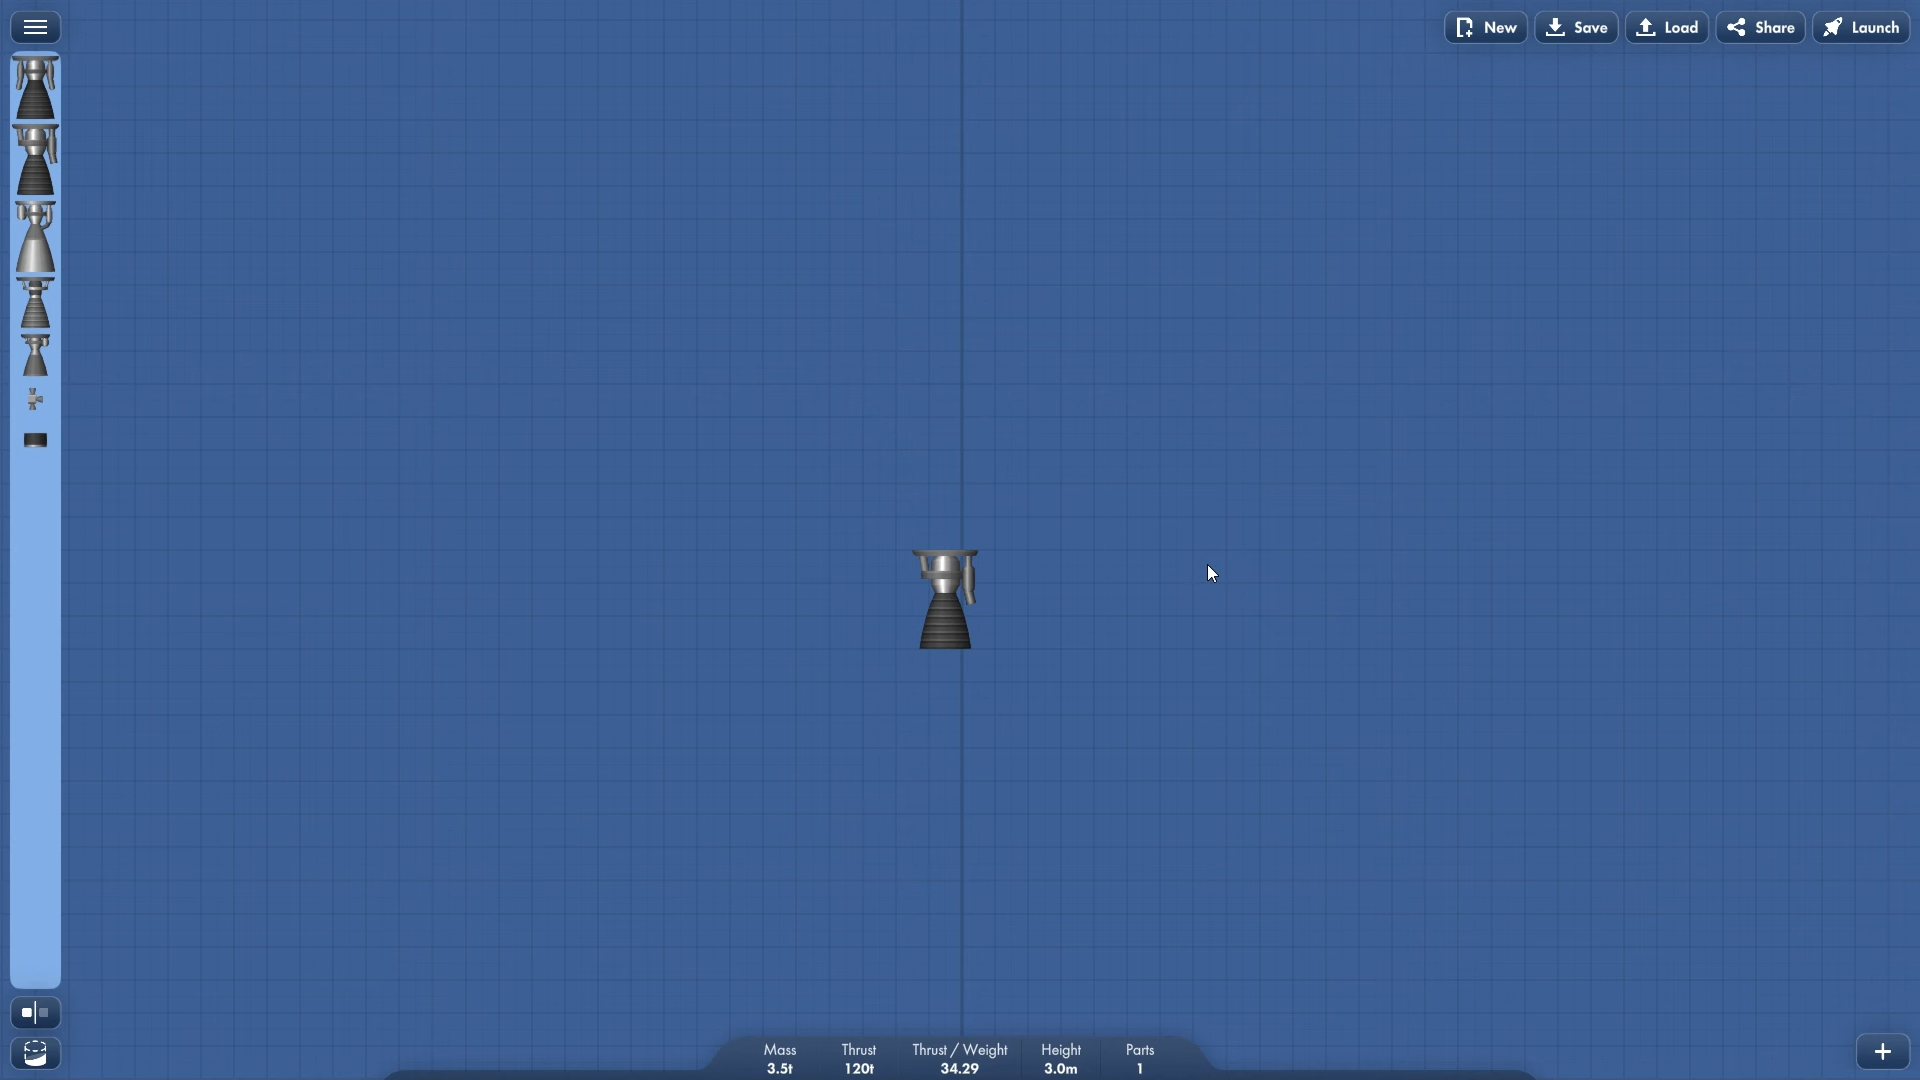 New
Save
Load
Share
Launch
Mass
3.5t
Thrust
120t
Thrust / Weight
34.29
Height
3.0m
Parts
1